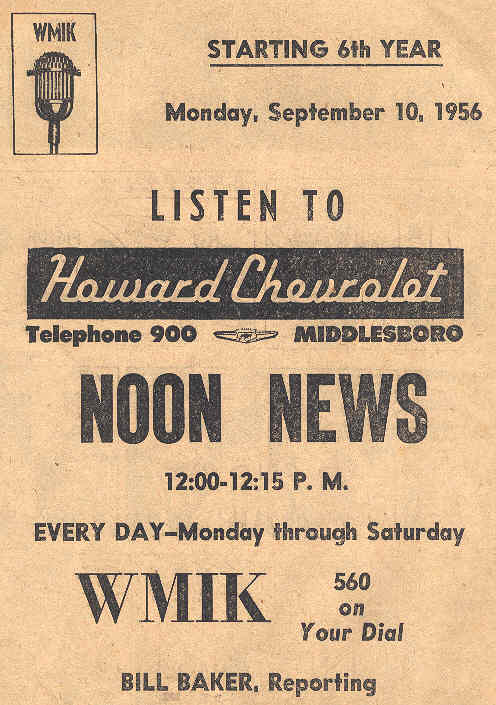 WMIK
STARTING 6th YEAR
Monday, September 10, 1956
LISTEN TO
Howard Chevrolet
Telephone 900 MIDDLESBORO
NOON NEWS
12:00-12:15 P. M.
EVERY DAY–Monday through Saturday
WMIK
560
on
Your Dial
BILL BAKER, Reporting